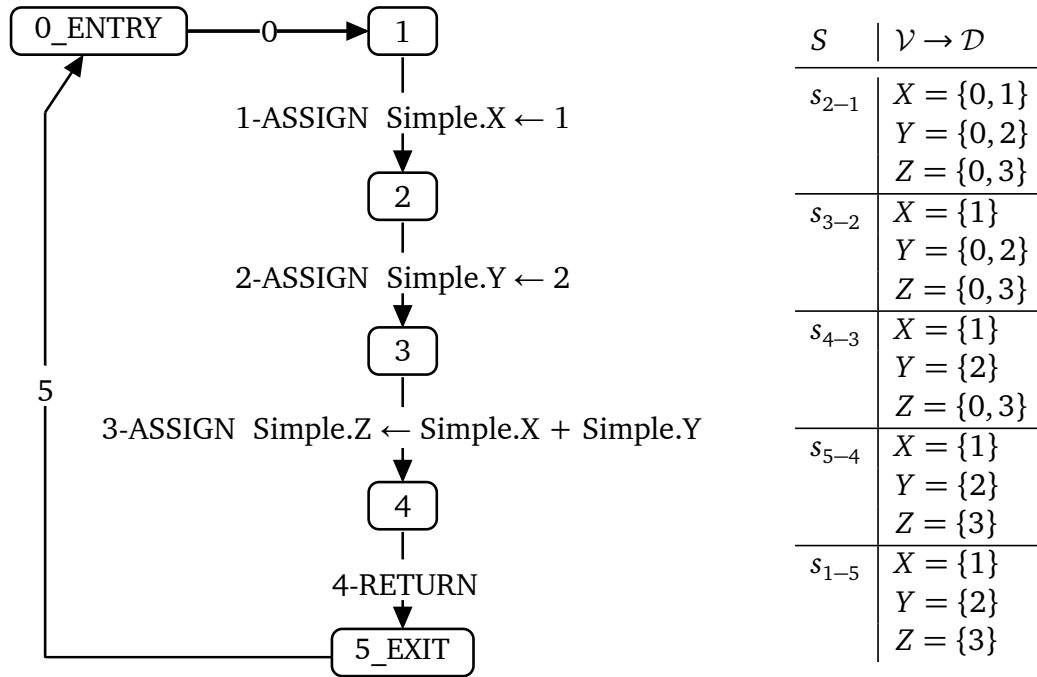 0_ENTRY
0
1
1-ASSIGN Simple.X ← 1
2
2-ASSIGN Simple.Y ← 2
3
5
3-ASSIGN Simple.Z ← Simple.X + Simple.Y
4
4-RETURN
5_EXIT
S 𝒱 → 𝒟
s₂₋₁ X = {0, 1}
Y = {0, 2}
Z = {0, 3}
s₃₋₂ X = {1}
Y = {0, 2}
Z = {0, 3}
s₄₋₃ X = {1}
Y = {2}
Z = {0, 3}
s₅₋₄ X = {1}
Y = {2}
Z = {3}
s₁₋₅ X = {1}
Y = {2}
Z = {3}